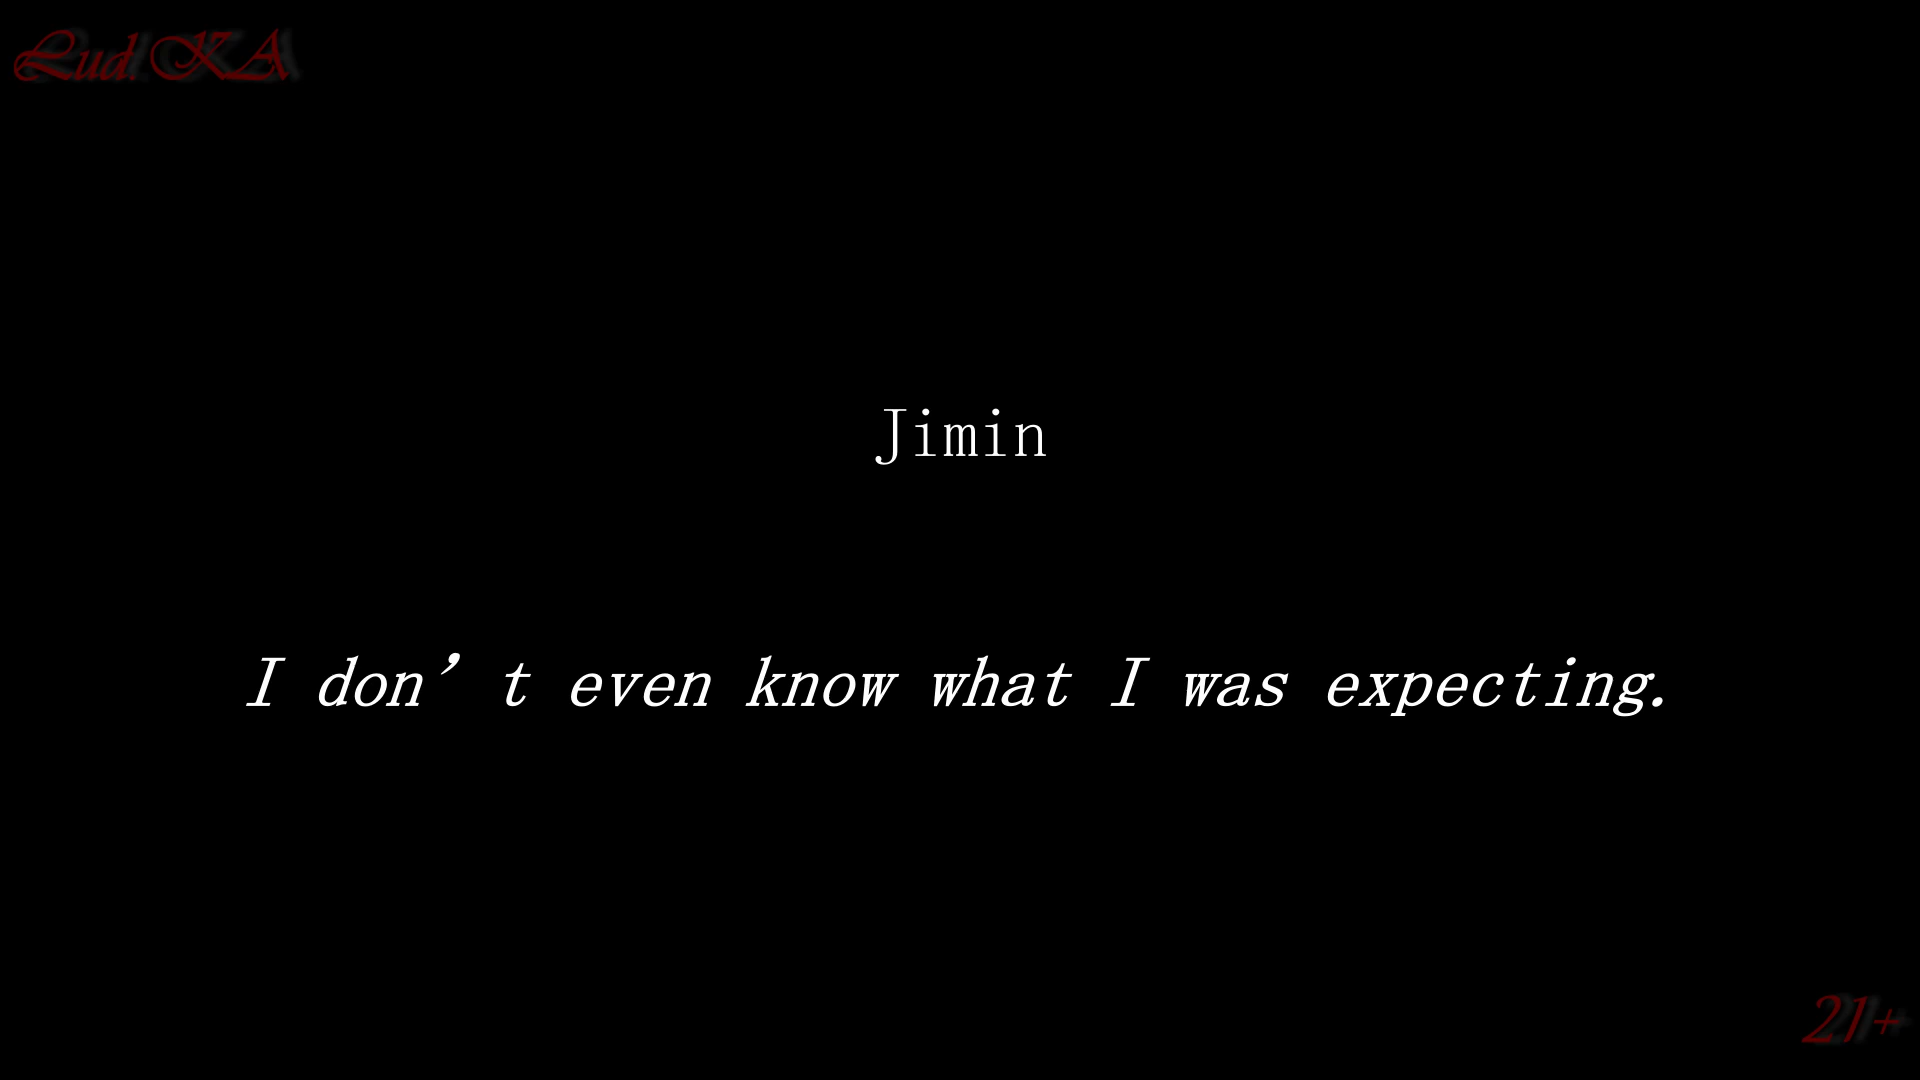 Lud.KA
Jimin
I don’t even know what I was expecting.
21+